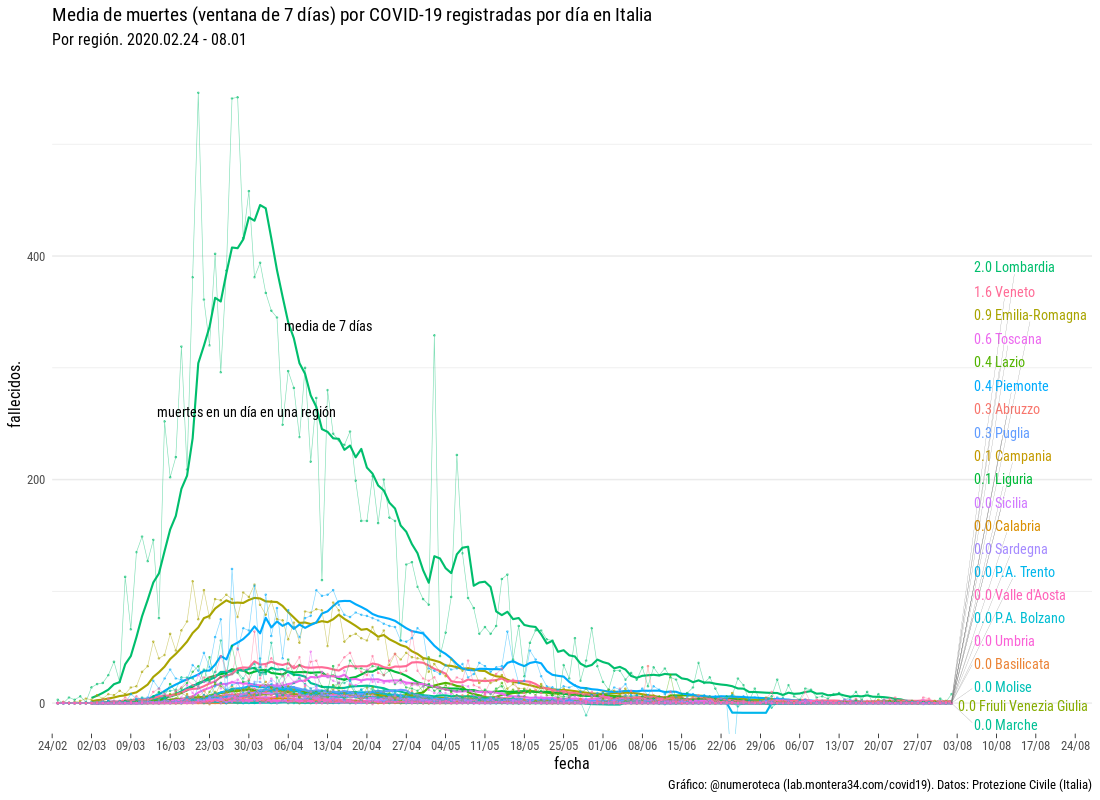 Media de muertes (ventana de 7 días) por COVID-19 registradas por día en Italia
Por región. 2020.02.24 - 08.01
fallecidos.
400
200
0
media de 7 días
muertes en un día en una región
2.0 Lombardia
1.6 Veneto
0.9 Emilia-Romagna
0.6 Toscana
0.4 Lazio
0.4 Piemonte
0.3 Abruzzo
0.3 Puglia
0.1 Campania
0.1 Liguria
0.0 Sicilia
0.0 Calabria
0.0 Sardegna
0.0 P.A. Trento
0.0 Valle d'Aosta
0.0 P.A. Bolzano
0.0 Umbria
0.0 Basilicata
0.0 Molise
0.0 Friuli Venezia Giulia
0.0 Marche
24/02 02/03 09/03 16/03 23/03 30/03 06/04 13/04 20/04 27/04 04/05 11/05 18/05 25/05 01/06 08/06 15/06 22/06 29/06 06/07 13/07 20/07 27/07 03/08 10/08 17/08 24/08
fecha
Gráfico: @numeroteca (lab.montera34.com/covid19). Datos: Protezione Civile (Italia)